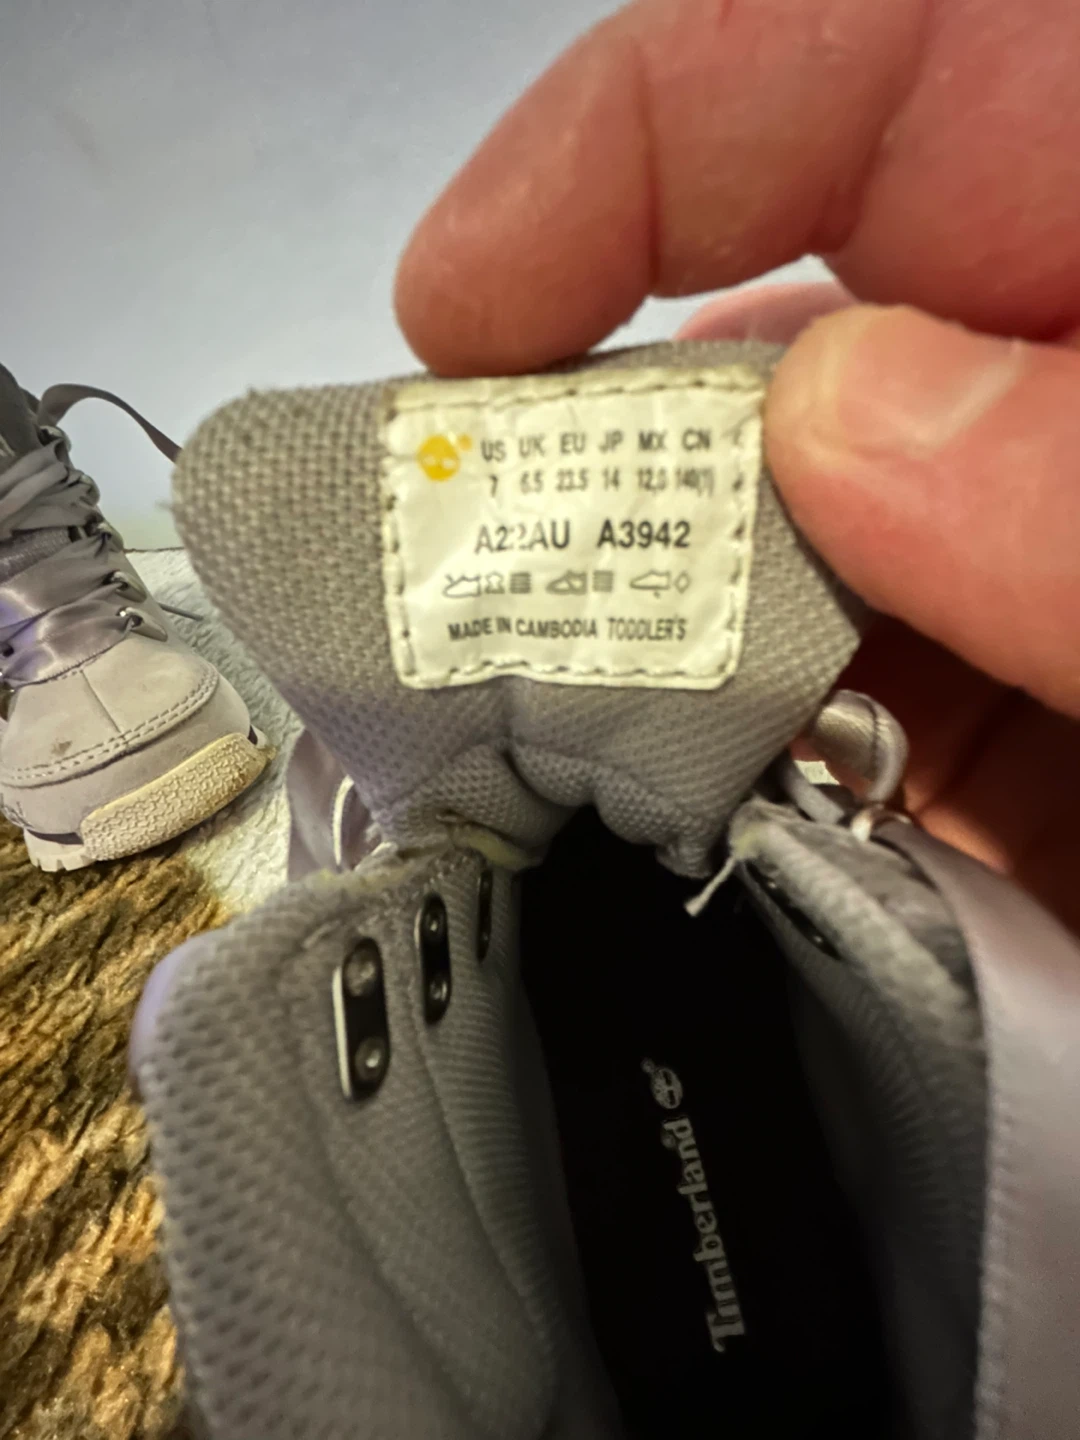 US UK EU JP MX CN
7 6.5 23.5 14 12.0 140(1)
A22AU A3942
MADE IN CAMBODIA TODDLER'S
Timberland